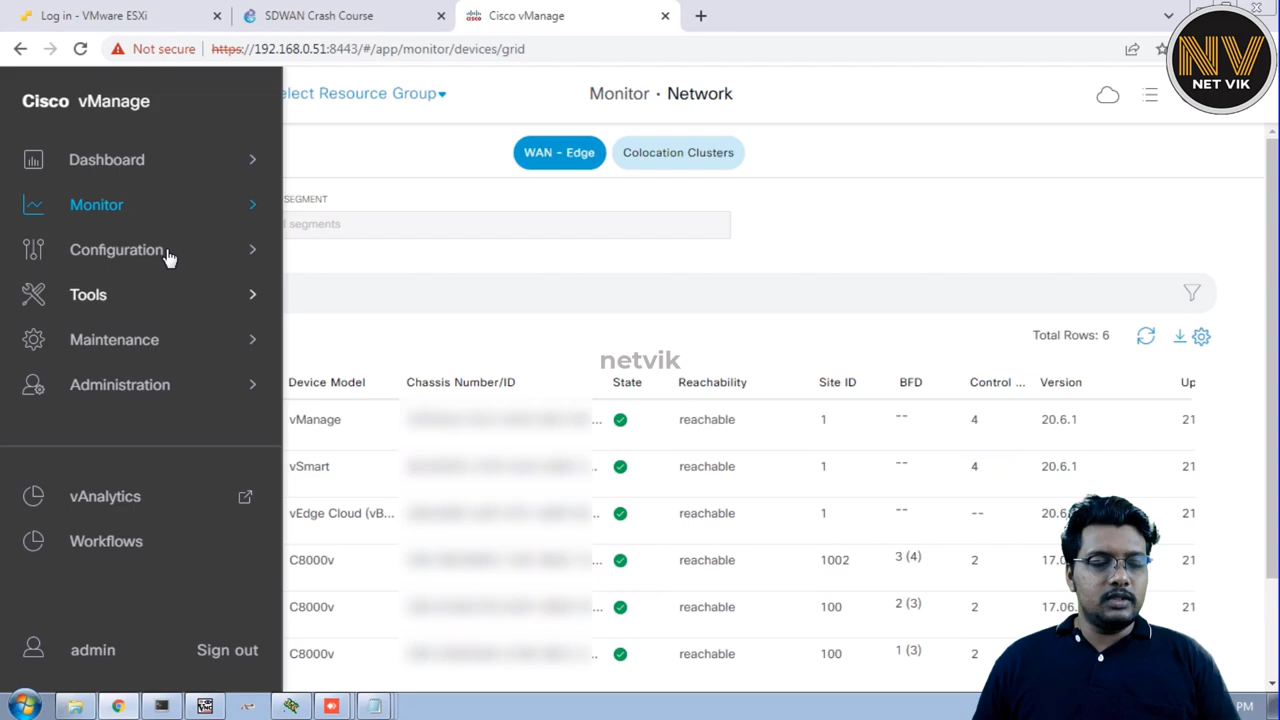 Log in - VMware ESXi
SDWAN Crash Course
Cisco vManage
Not secure
https://192.168.0.51:8443/#/app/monitor/devices/grid
NV
NET VIK
Cisco vManage
elect Resource Group
Monitor · Network
Dashboard
WAN - Edge
Colocation Clusters
Monitor
SEGMENT
segments
Configuration
Tools
Maintenance
Total Rows: 6
netvik
Administration
Device Model Chassis Number/ID State Reachability Site ID BFD Control ... Version Up
vManage ... reachable 1 -- 4 20.6.1 21
vSmart .. reachable 1 -- 4 20.6.1 21
vAnalytics
vEdge Cloud (vB... ... reachable 1 -- -- 20.6. 21
Workflows
C8000v ... reachable 1002 3 (4) 2 17.0 21
C8000v ... reachable 100 2 (3) 2 17.06. 21
C8000v ... reachable 100 1 (3) 2 21
admin Sign out
PM